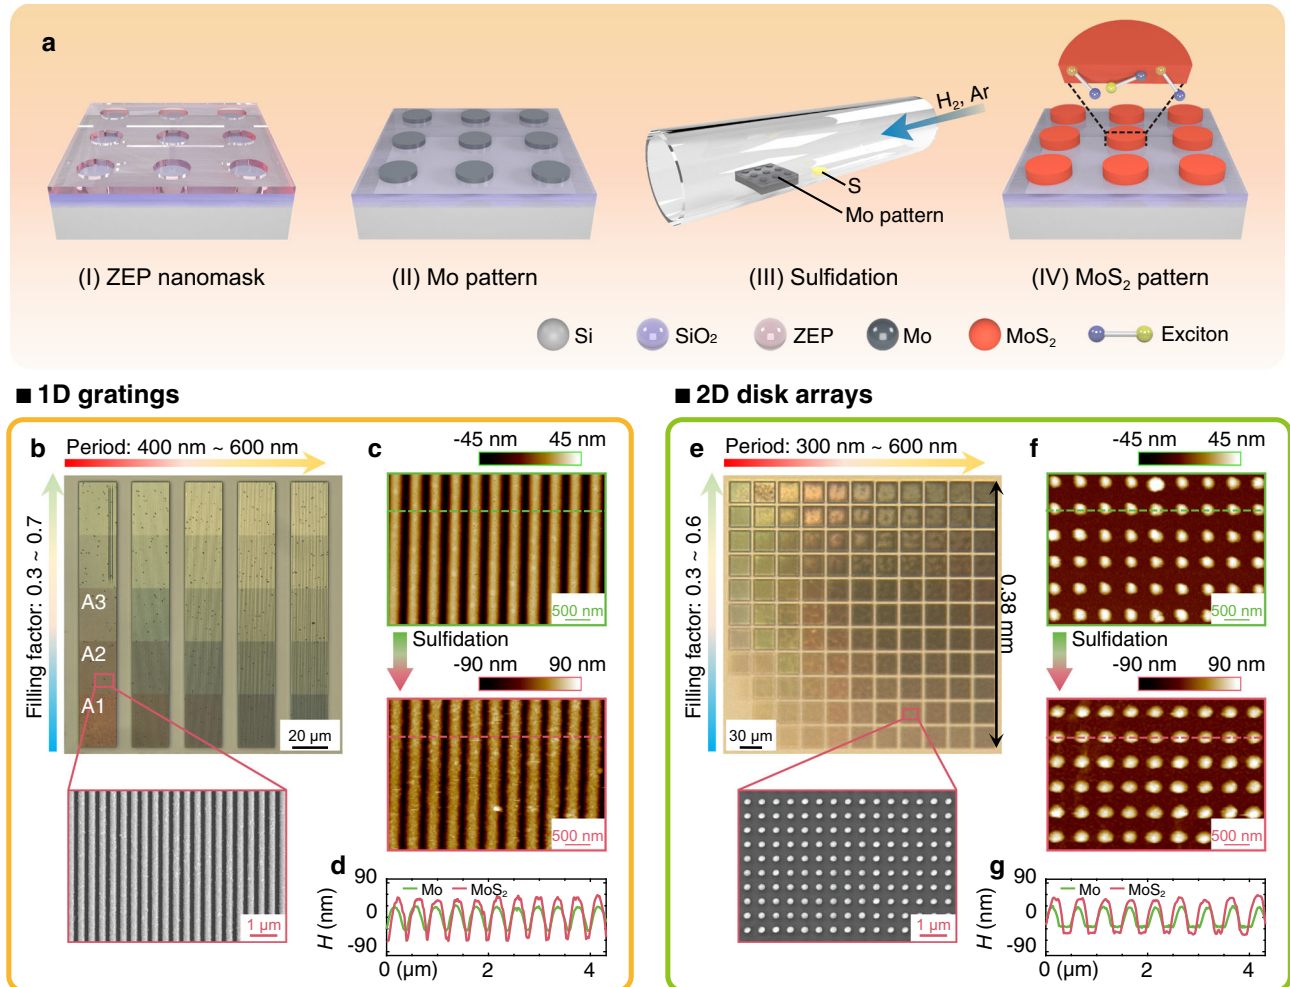 a
H₂, Ar
S
Mo pattern
(I) ZEP nanomask
(II) Mo pattern
(III) Sulfidation
(IV) MoS₂ pattern
Si
SiO₂
ZEP
Mo
MoS₂
Exciton
■ 1D gratings
b
Period: 400 nm ~ 600 nm
Filling factor: 0.3 ~ 0.7
A3
A2
A1
20 µm
1 µm
c
-45 nm 45 nm
500 nm
Sulfidation
-90 nm 90 nm
500 nm
d
H (nm)
90
0
-90
Mo MoS₂
0 (µm) 2 4
■ 2D disk arrays
e
Period: 300 nm ~ 600 nm
Filling factor: 0.3 ~ 0.6
0.38 mm
30 µm
1 µm
f
-45 nm 45 nm
500 nm
Sulfidation
-90 nm 90 nm
500 nm
g
H (nm)
90
0
-90
Mo MoS₂
0 (µm) 2 4